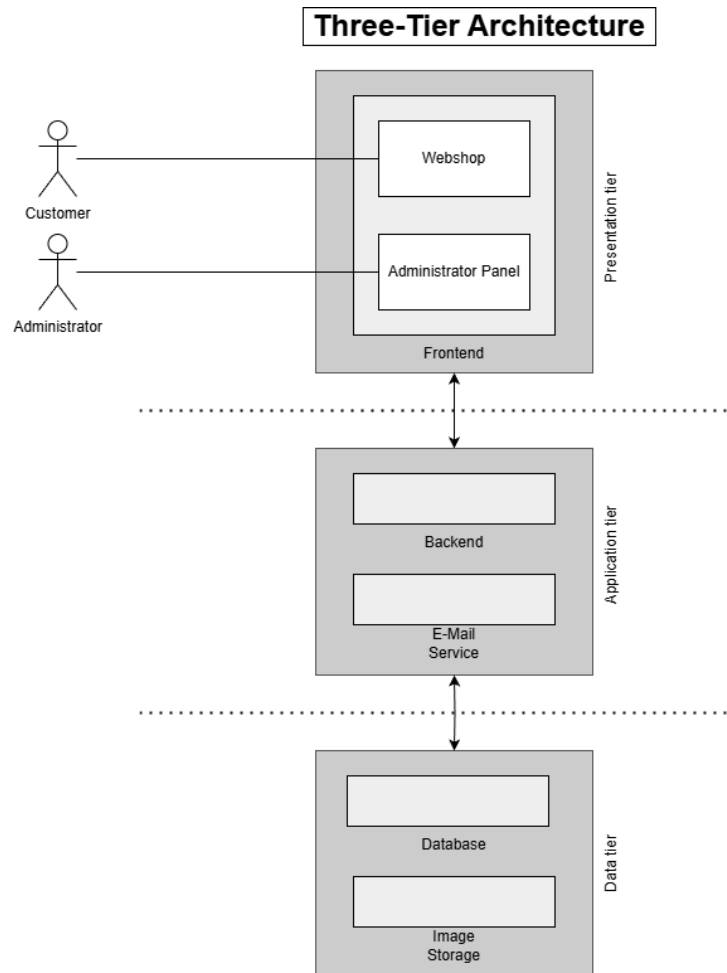 Three-Tier Architecture
Webshop
Customer
Administrator Panel
Administrator
Frontend
Presentation tier
Backend
E-Mail
Service
Application tier
Database
Image
Storage
Data tier